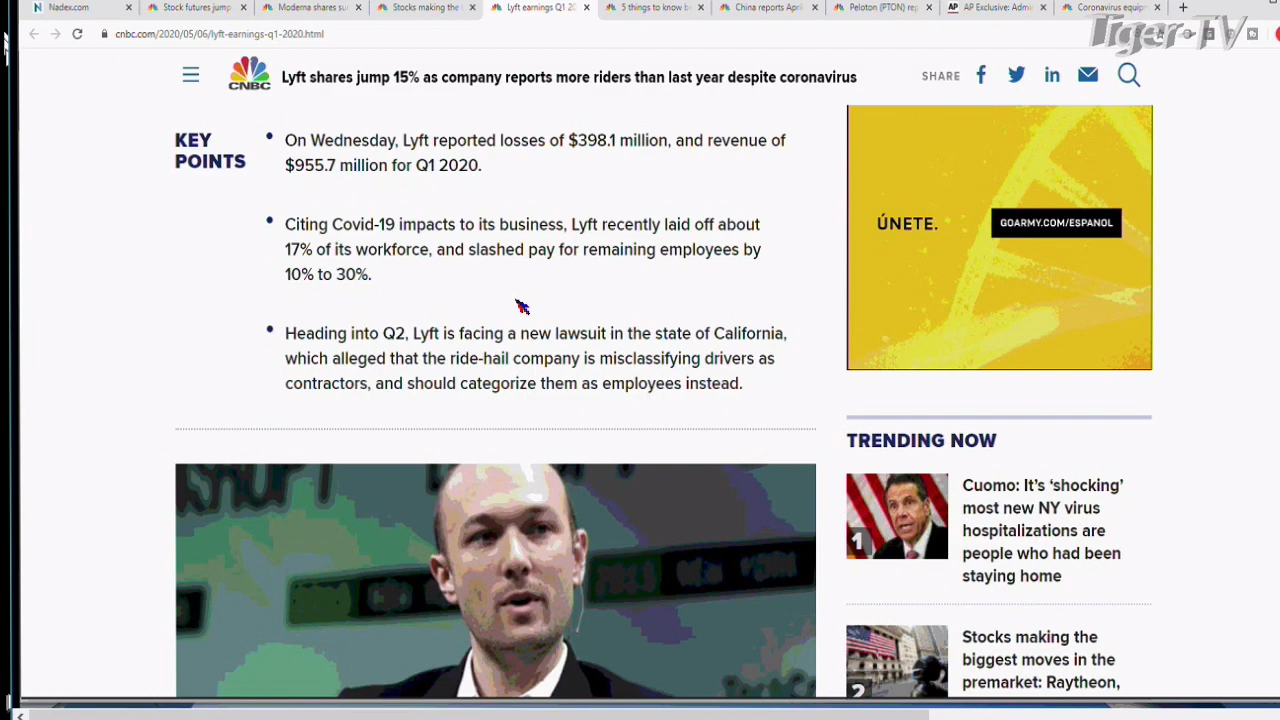 Nadex.com
Stock futures jump
Moderna shares su
Stocks making the
Lyft earnings Q1 20
5 things to know b
China reports Apri
Peloton (PTON) rep
AP
AP Exclusive: Admi
Coronavirus equip
cnbc.com/2020/05/06/lyft-earnings-q1-2020.html
Tiger-TV
CNBC
Lyft shares jump 15% as company reports more riders than last year despite coronavirus
SHARE
KEY
POINTS
On Wednesday, Lyft reported losses of $398.1 million, and revenue of
$955.7 million for Q1 2020.
Citing Covid-19 impacts to its business, Lyft recently laid off about
17% of its workforce, and slashed pay for remaining employees by
10% to 30%.
Heading into Q2, Lyft is facing a new lawsuit in the state of California,
which alleged that the ride-hail company is misclassifying drivers as
contractors, and should categorize them as employees instead.
ÚNETE.
GOARMY.COM/ESPANOL
TRENDING NOW
1
Cuomo: It’s ‘shocking’
most new NY virus
hospitalizations are
people who had been
staying home
2
Stocks making the
biggest moves in the
premarket: Raytheon,